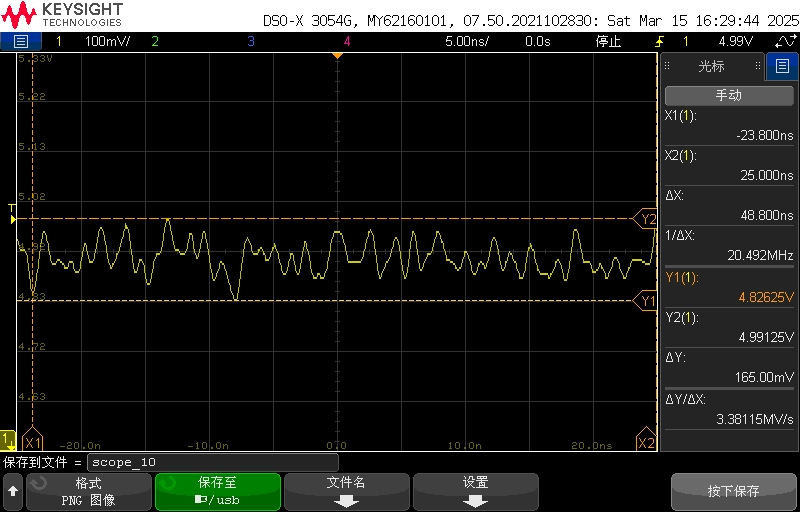 KEYSIGHT
TECHNOLOGIES
DSO-X 3054G, MY62160101, 07.50.2021102830: Sat Mar 15 16:29:44 2025
1 100mV/ 2 3 4 5.00ns/ 0.0s 停止 1 4.99V
5.33V
5.22
5.13
5.02
4.92
4.83
4.72
4.63
T
Y2
Y1
1
X1 -20.0n -10.0n 0.0 10.0n 20.0ns X2
光标
手动
X1(1):
-23.800ns
X2(1):
25.000ns
ΔX:
48.800ns
1/ΔX:
20.492MHz
Y1(1):
4.82625V
Y2(1):
4.99125V
ΔY:
165.00mV
ΔY/ΔX:
3.38115MV/s
保存到文件 = scope_10
格式
PNG 图像
保存至
/usb
文件名
设置
按下保存